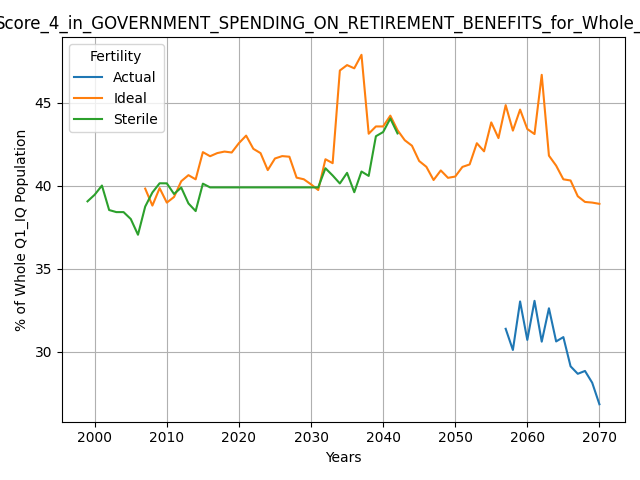 Score_4_in_GOVERNMENT_SPENDING_ON_RETIREMENT_BENEFITS_for_Whole_
Fertility
Actual
Ideal
Sterile
% of Whole Q1_IQ Population
45
40
35
30
2000 2010 2020 2030 2040 2050 2060 2070
Years